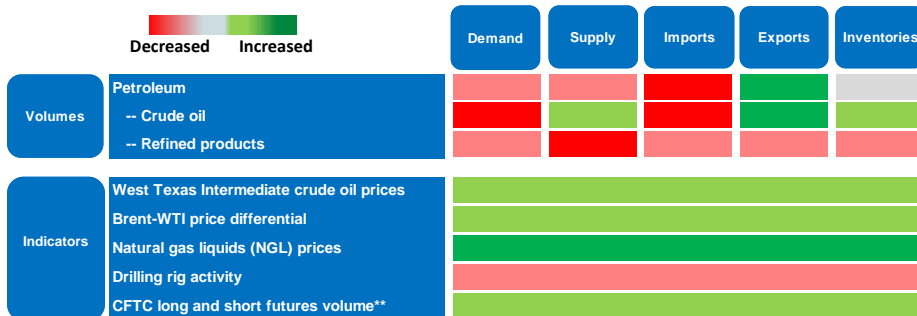 Decreased Increased
Demand Supply Imports Exports Inventories
Volumes
Petroleum
-- Crude oil
-- Refined products
Indicators
West Texas Intermediate crude oil prices
Brent-WTI price differential
Natural gas liquids (NGL) prices
Drilling rig activity
CFTC long and short futures volume**